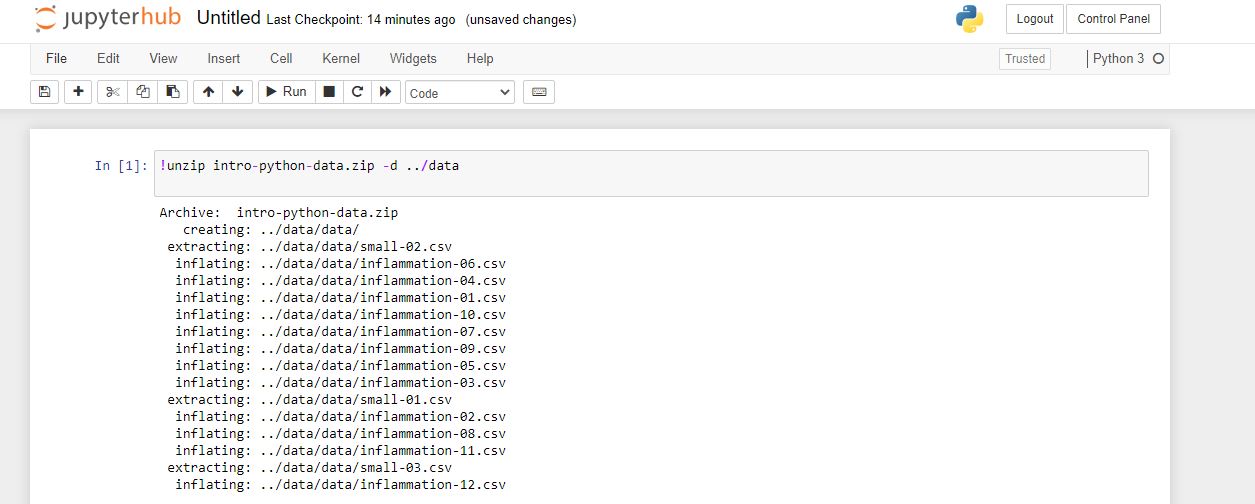 jupyterhub Untitled Last Checkpoint: 14 minutes ago (unsaved changes) Logout Control Panel
File Edit View Insert Cell Kernel Widgets Help Trusted Python 3
Run Code
In [1]: !unzip intro-python-data.zip -d ../data
Archive:  intro-python-data.zip
creating: ../data/data/
extracting: ../data/data/small-02.csv
inflating: ../data/data/inflammation-06.csv
inflating: ../data/data/inflammation-04.csv
inflating: ../data/data/inflammation-01.csv
inflating: ../data/data/inflammation-10.csv
inflating: ../data/data/inflammation-07.csv
inflating: ../data/data/inflammation-09.csv
inflating: ../data/data/inflammation-05.csv
inflating: ../data/data/inflammation-03.csv
extracting: ../data/data/small-01.csv
inflating: ../data/data/inflammation-02.csv
inflating: ../data/data/inflammation-08.csv
inflating: ../data/data/inflammation-11.csv
extracting: ../data/data/small-03.csv
inflating: ../data/data/inflammation-12.csv